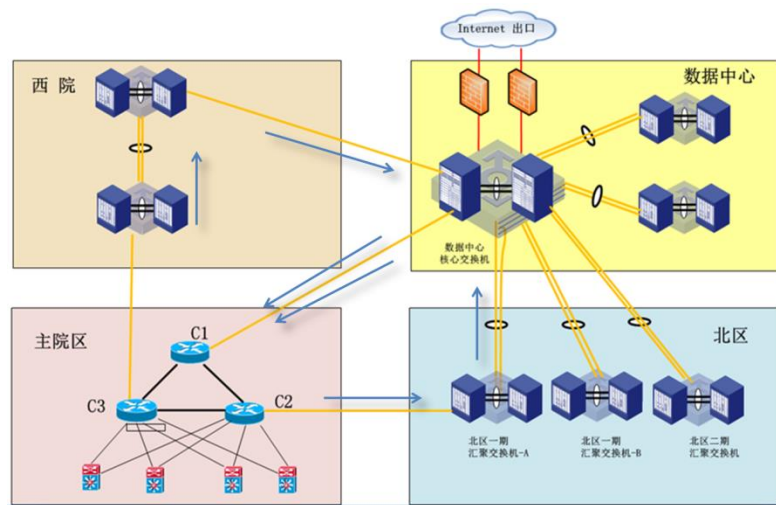 Internet 出口
西 院
数据中心
数据中心
核心交换机
主院区
C1
C3
C2
北区
北区一期
汇聚交换机-A
北区一期
汇聚交换机-B
北区二期
汇聚交换机